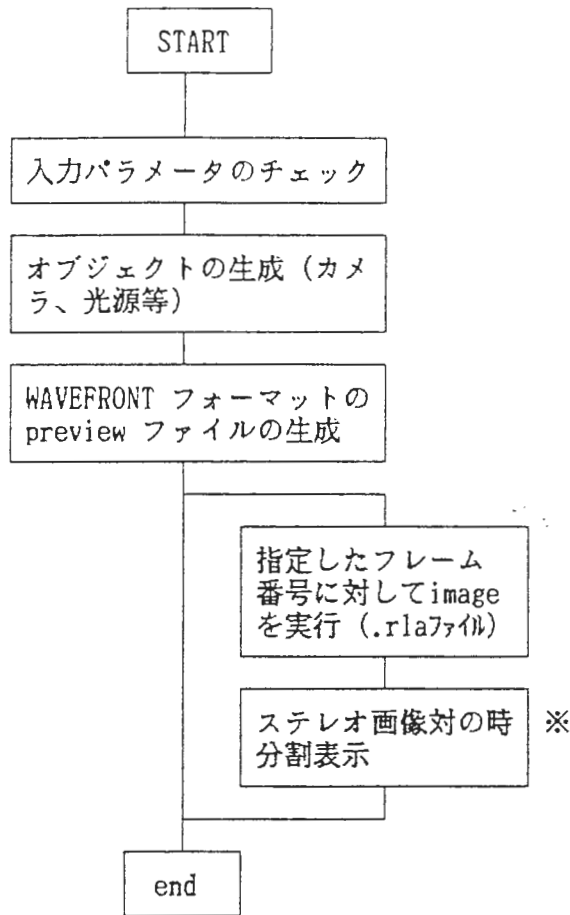 START
入力パラメータのチェック
オブジェクトの生成（カメ
ラ、光源等）
WAVEFRONT フォーマットの
preview ファイルの生成
指定したフレーム
番号に対してimage
を実行（.rlaﾌｧｲﾙ）
ステレオ画像対の時 ※
分割表示
end